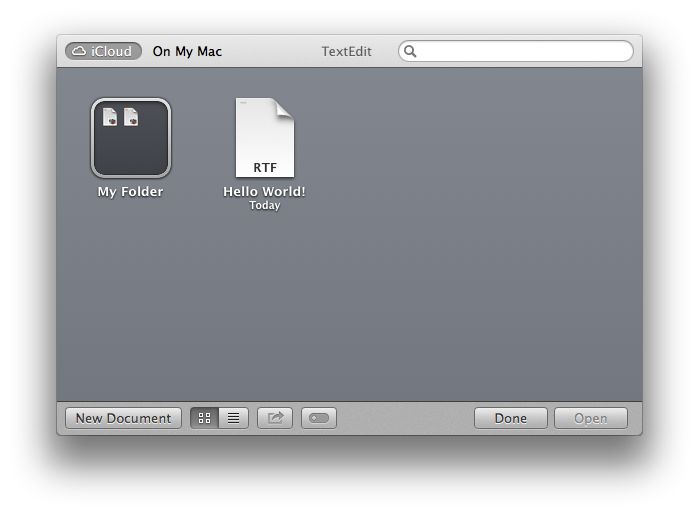 iCloud On My Mac TextEdit
RTF
My Folder Hello World!
Today
New Document Done Open